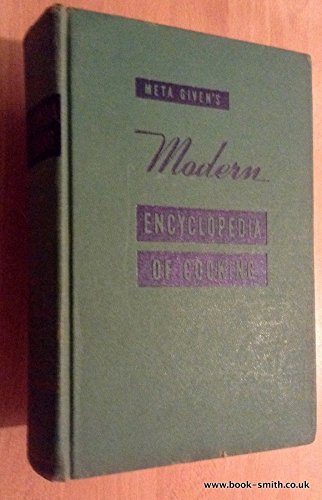 META GIVEN'S
Modern
ENCYCLOPEDIA
OF COOKING
www.book-smith.co.uk